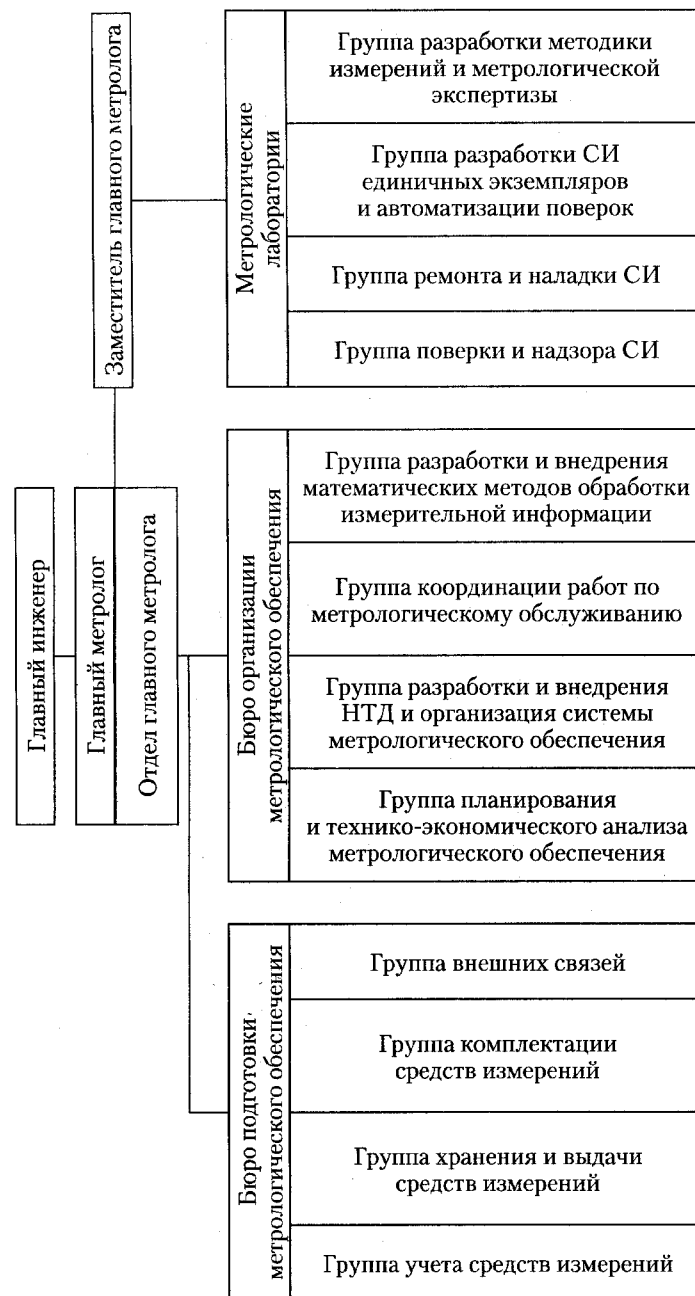 Главный инженер
Главный метролог
Отдел главного метролога
Заместитель главного метролога
Метрологические
лаборатории
Группа разработки методики
измерений и метрологической
экспертизы
Группа разработки СИ
единичных экземпляров
и автоматизации поверок
Группа ремонта и наладки СИ
Группа поверки и надзора СИ
Бюро организации
метрологического обеспечения
Группа разработки и внедрения
математических методов обработки
измерительной информации
Группа координации работ по
метрологическому обслуживанию
Группа разработки и внедрения
НТД и организация системы
метрологического обеспечения
Группа планирования
и технико-экономического анализа
метрологического обеспечения
Бюро подготовки
метрологического обеспечения
Группа внешних связей
Группа комплектации
средств измерений
Группа хранения и выдачи
средств измерений
Группа учета средств измерений